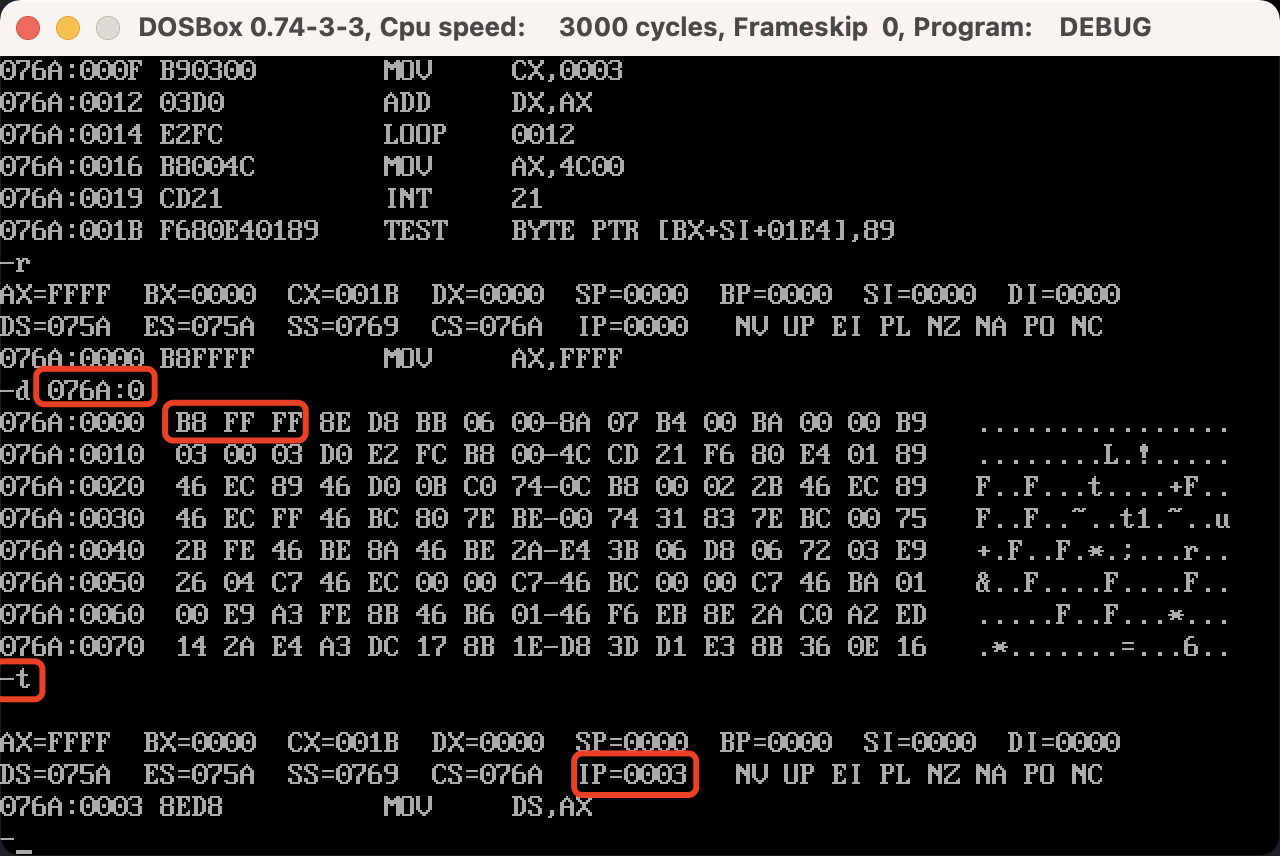 DOSBox 0.74-3-3, Cpu speed:    3000 cycles, Frameskip  0, Program:   DEBUG
076A:000F B90300        MOV     CX,0003
076A:0012 03D0          ADD     DX,AX
076A:0014 E2FC          LOOP    0012
076A:0016 B8004C        MOV     AX,4C00
076A:0019 CD21          INT     21
076A:001B F680E40189    TEST    BYTE PTR [BX+SI+01E4],89
-r
AX=FFFF  BX=0000  CX=001B  DX=0000  SP=0000  BP=0000  SI=0000  DI=0000
DS=075A  ES=075A  SS=0769  CS=076A  IP=0000   NV UP EI PL NZ NA PO NC
076A:0000 B8FFFF        MOV     AX,FFFF
-d 076A:0
076A:0000  B8 FF FF 8E D8 BB 06 00-8A 07 B4 00 BA 00 00 B9   ................
076A:0010  03 00 03 D0 E2 FC B8 00-4C CD 21 F6 80 E4 01 89   ........L.!.....
076A:0020  46 EC 89 46 D0 0B C0 74-0C B8 00 02 2B 46 EC 89   F..F...t....+F..
076A:0030  46 EC FF 46 BC 80 7E BE-00 74 31 83 7E BC 00 75   F..F..~..t1.~..u
076A:0040  2B FE 46 BE 8A 46 BE 2A-E4 3B 06 D8 06 72 03 E9   +.F..F.*.;...r..
076A:0050  26 04 C7 46 EC 00 00 C7-46 BC 00 00 C7 46 BA 01   &..F....F....F..
076A:0060  00 E9 A3 FE 8B 46 B6 01-46 F6 EB 8E 2A C0 A2 ED   .....F..F...*...
076A:0070  14 2A E4 A3 DC 17 8B 1E-D8 3D D1 E3 8B 36 0E 16   .*.......=...6..
-t
AX=FFFF  BX=0000  CX=001B  DX=0000  SP=0000  BP=0000  SI=0000  DI=0000
DS=075A  ES=075A  SS=0769  CS=076A  IP=0003   NV UP EI PL NZ NA PO NC
076A:0003 8ED8          MOV     DS,AX
-_